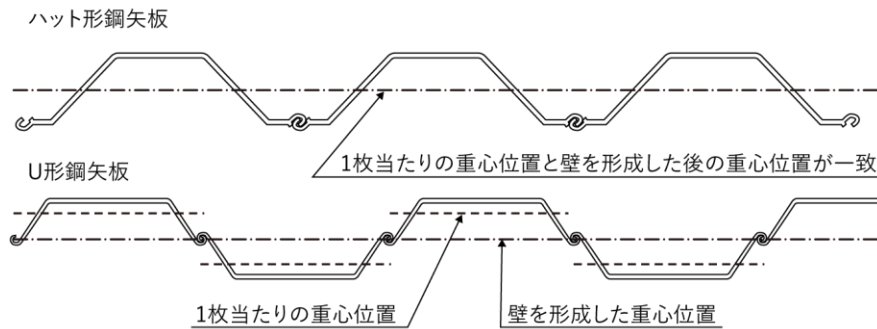 ハット形鋼矢板
1枚当たりの重心位置と壁を形成した後の重心位置が一致
U形鋼矢板
1枚当たりの重心位置
壁を形成した重心位置